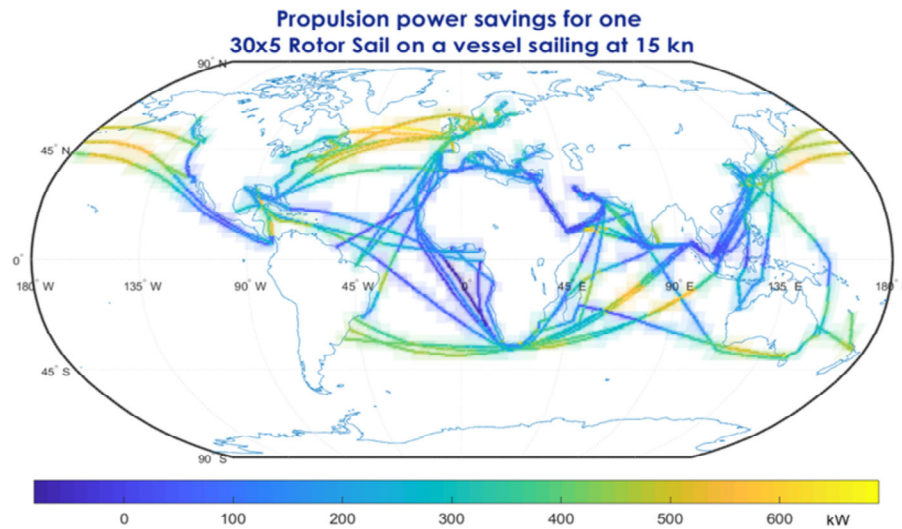 Propulsion power savings for one
30x5 Rotor Sail on a vessel sailing at 15 kn
90° N
45° N
0°
180° W 135° W 90° W 45° W 0° 45° E 90° E 135° E 180°
45° S
90° S
0 100 200 300 400 500 600 kW